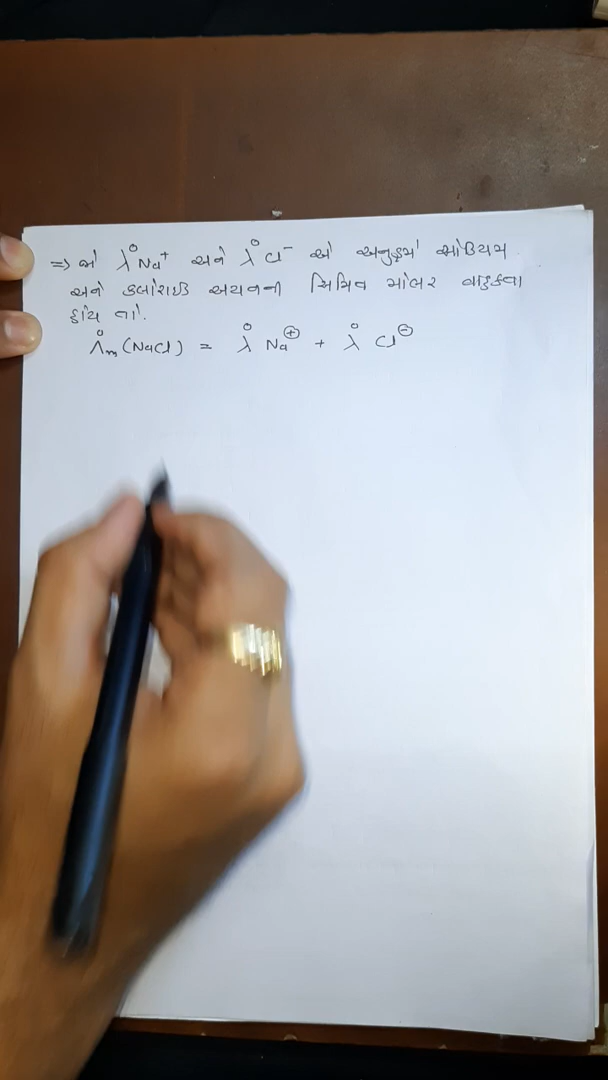 ⇒ જો λ°Na⁺ અને λ°Cl⁻ એ અનુક્રમે સોડિયમ
અને ક્લોરાઇડ આયનની સિમિત મોલર વાહકતા
હોય તો.
Λ°m (NaCl) = λ° Na⊕ + λ° Cl⊖